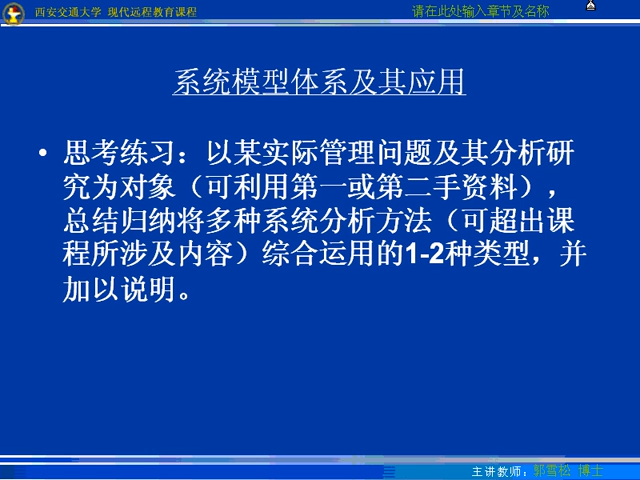 西安交通大学 现代远程教育课程
请在此处输入章节及名称
系统模型体系及其应用
• 思考练习：以某实际管理问题及其分析研
究为对象（可利用第一或第二手资料），
总结归纳将多种系统分析方法（可超出课
程所涉及内容）综合运用的1-2种类型，并
加以说明。
主讲教师：郭雪松 博士